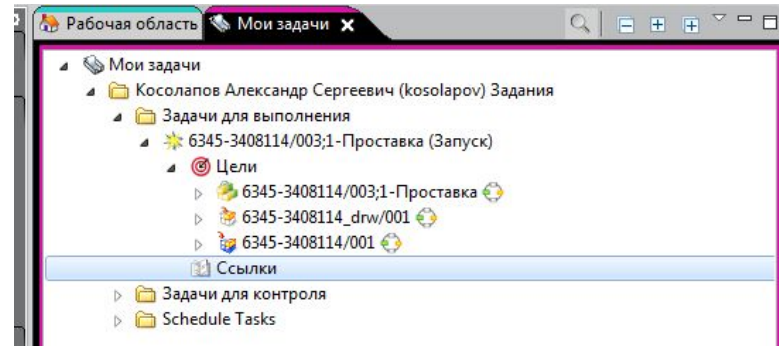 Рабочая область Мои задачи
Мои задачи
Косолапов Александр Сергеевич (kosolapov) Задания
Задачи для выполнения
6345-3408114/003;1-Проставка (Запуск)
Цели
6345-3408114/003;1-Проставка
6345-3408114_drw/001
6345-3408114/001
Ссылки
Задачи для контроля
Schedule Tasks